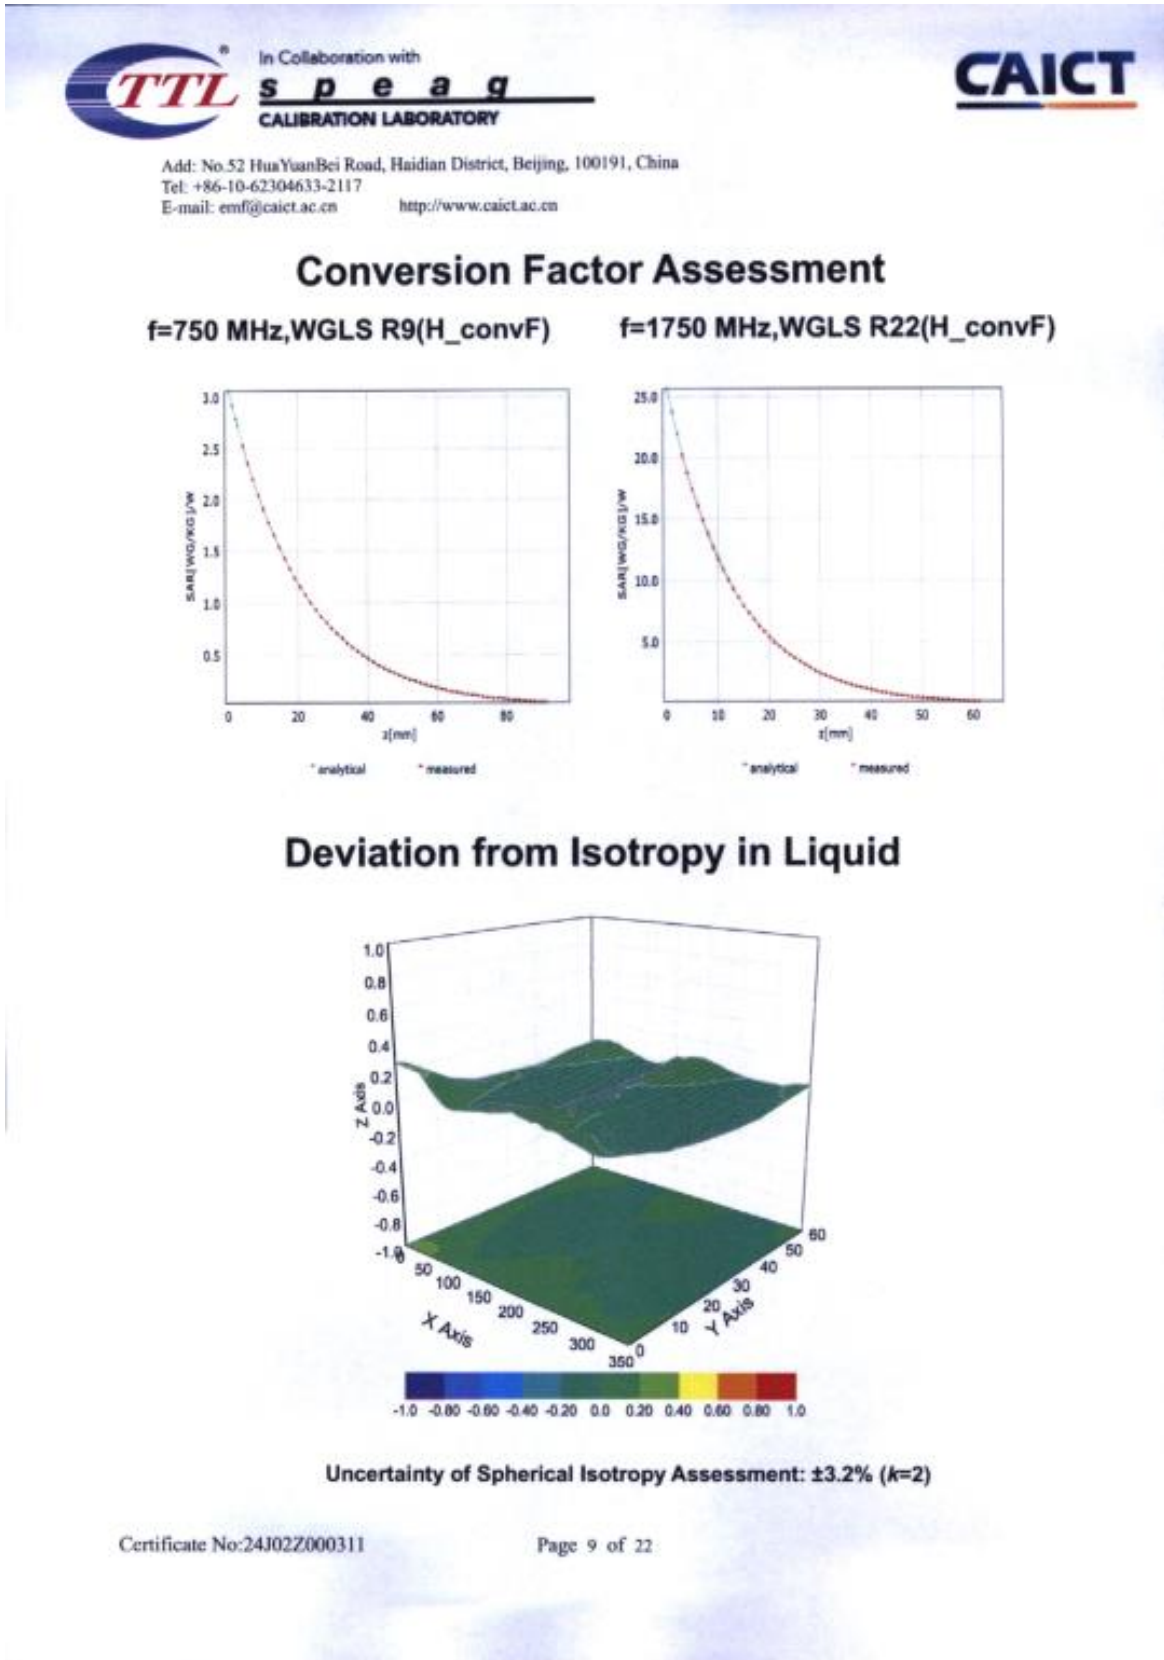 TTL®
In Collaboration with
s p e a g
CALIBRATION LABORATORY
CAICT
Add: No.52 HuaYuanBei Road, Haidian District, Beijing, 100191, China
Tel: +86-10-62304633-2117
E-mail: emf@caict.ac.cn http://www.caict.ac.cn
Conversion Factor Assessment
f=750 MHz,WGLS R9(H_convF) f=1750 MHz,WGLS R22(H_convF)
3.0
2.5
2.0
1.5
1.0
0.5
SAR[WG/KG]/W
0 20 40 60 80
z[mm]
analytical measured
25.0
20.0
15.0
10.0
5.0
SAR[WG/KG]/W
0 10 20 30 40 50 60
z[mm]
analytical measured
Deviation from Isotropy in Liquid
1.0
0.8
0.6
0.4
0.2
0.0
-0.2
-0.4
-0.6
-0.8
-1.0
Z Axis
0 50 100 150 200 250 300 350
X Axis
0 10 20 30 40 50 60
Y Axis
-1.0 -0.80 -0.60 -0.40 -0.20 0.0 0.20 0.40 0.60 0.80 1.0
Uncertainty of Spherical Isotropy Assessment: ±3.2% (k=2)
Certificate No:24J02Z000311 Page 9 of 22